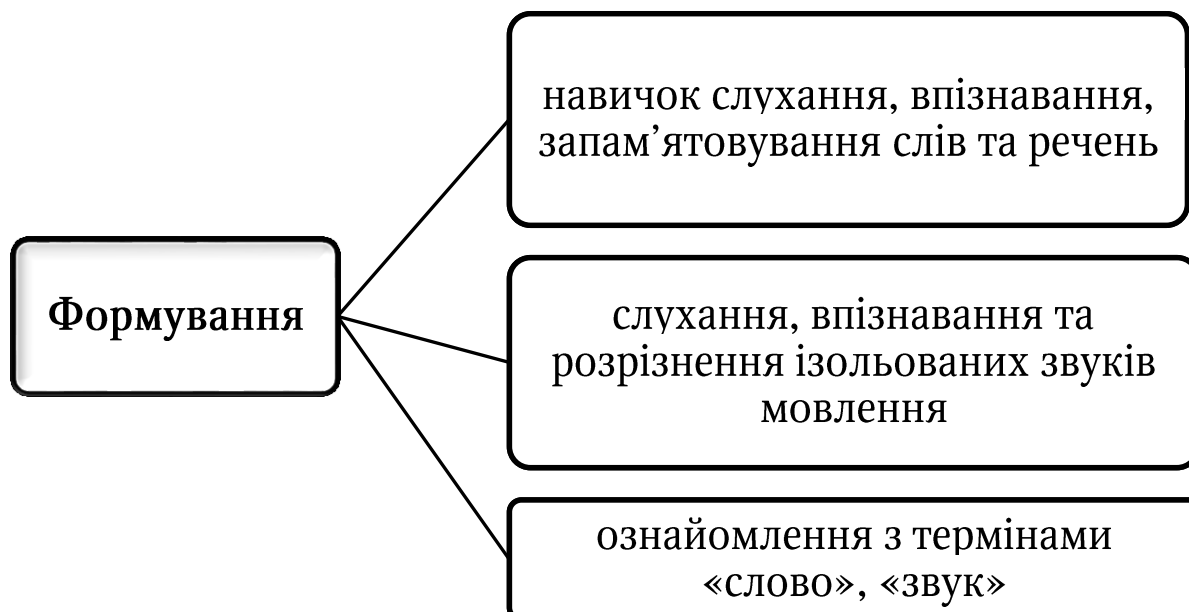 Формування
навичок слухання, впізнавання,
запам’ятовування слів та речень
слухання, впізнавання та
розрізнення ізольованих звуків
мовлення
ознайомлення з термінами
«слово», «звук»